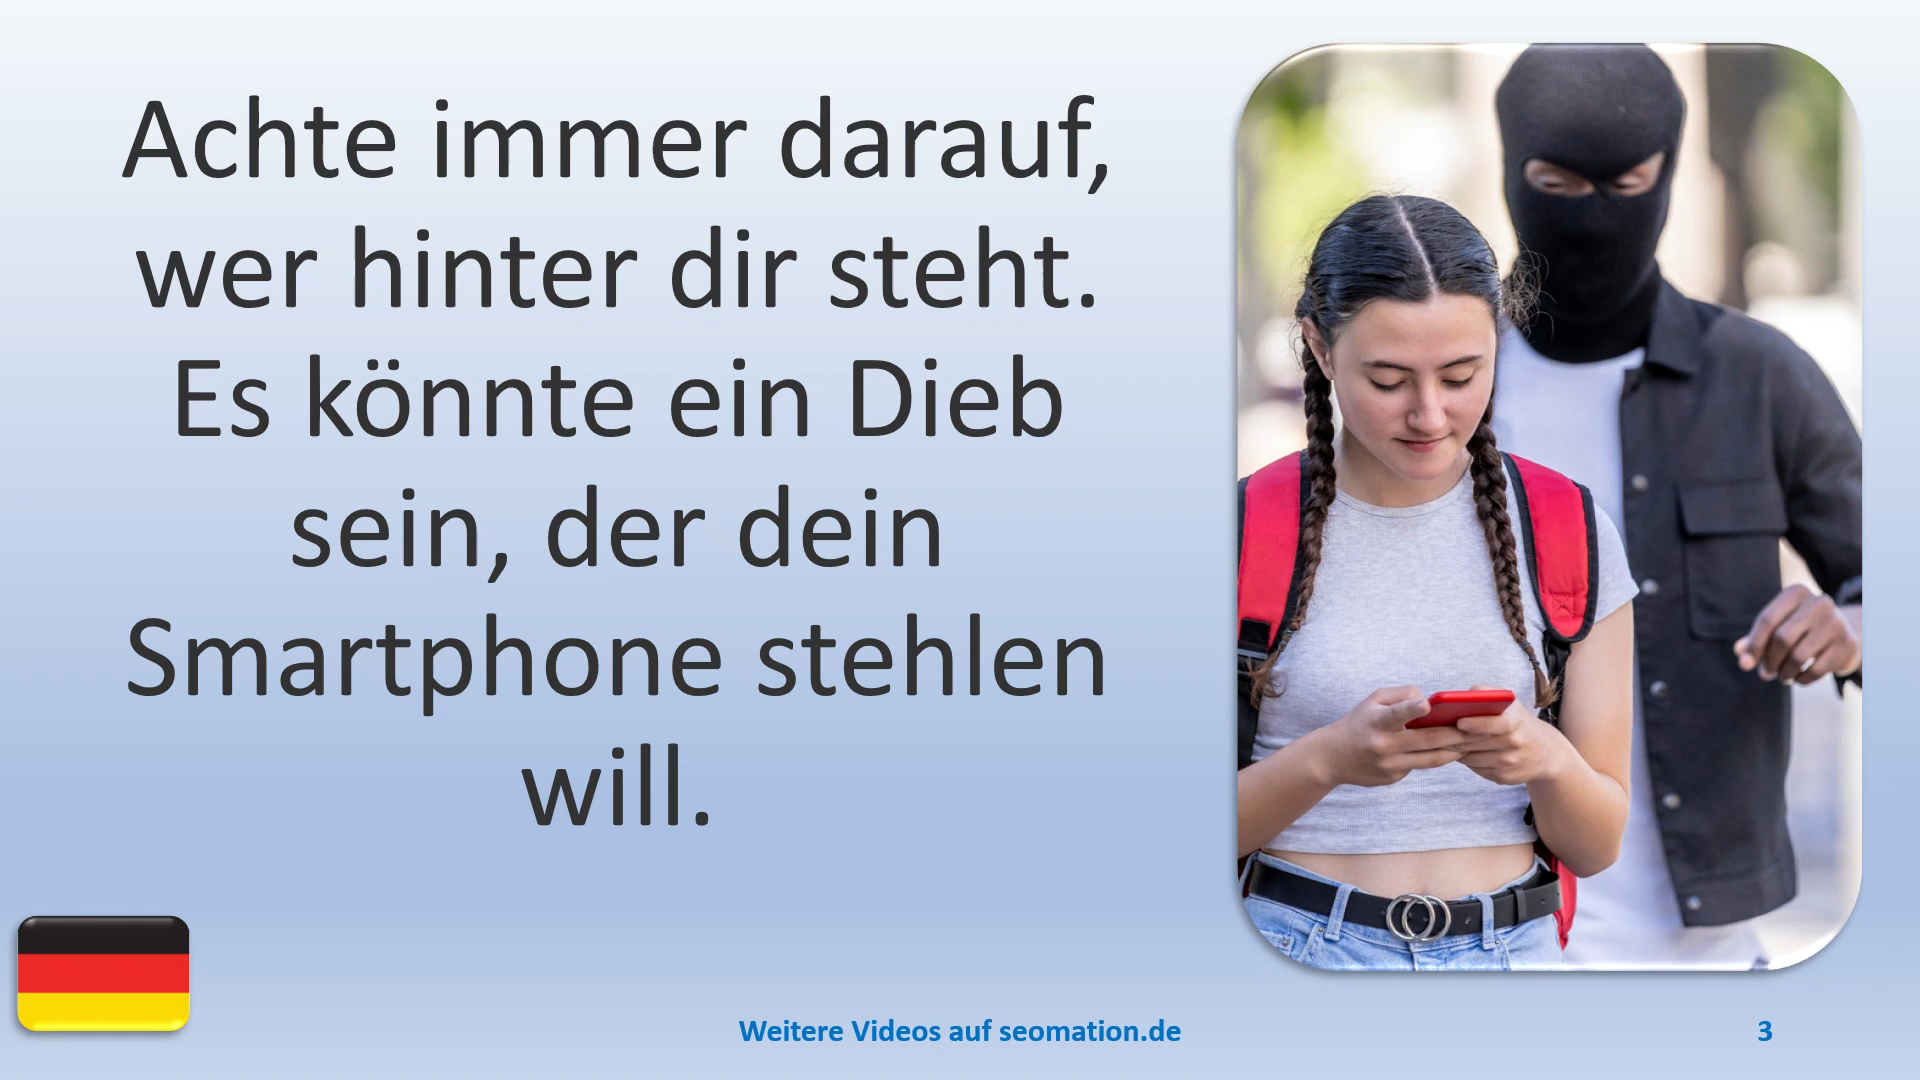 Achte immer darauf,
wer hinter dir steht.
Es könnte ein Dieb
sein, der dein
Smartphone stehlen
will.
Weitere Videos auf seomation.de
3